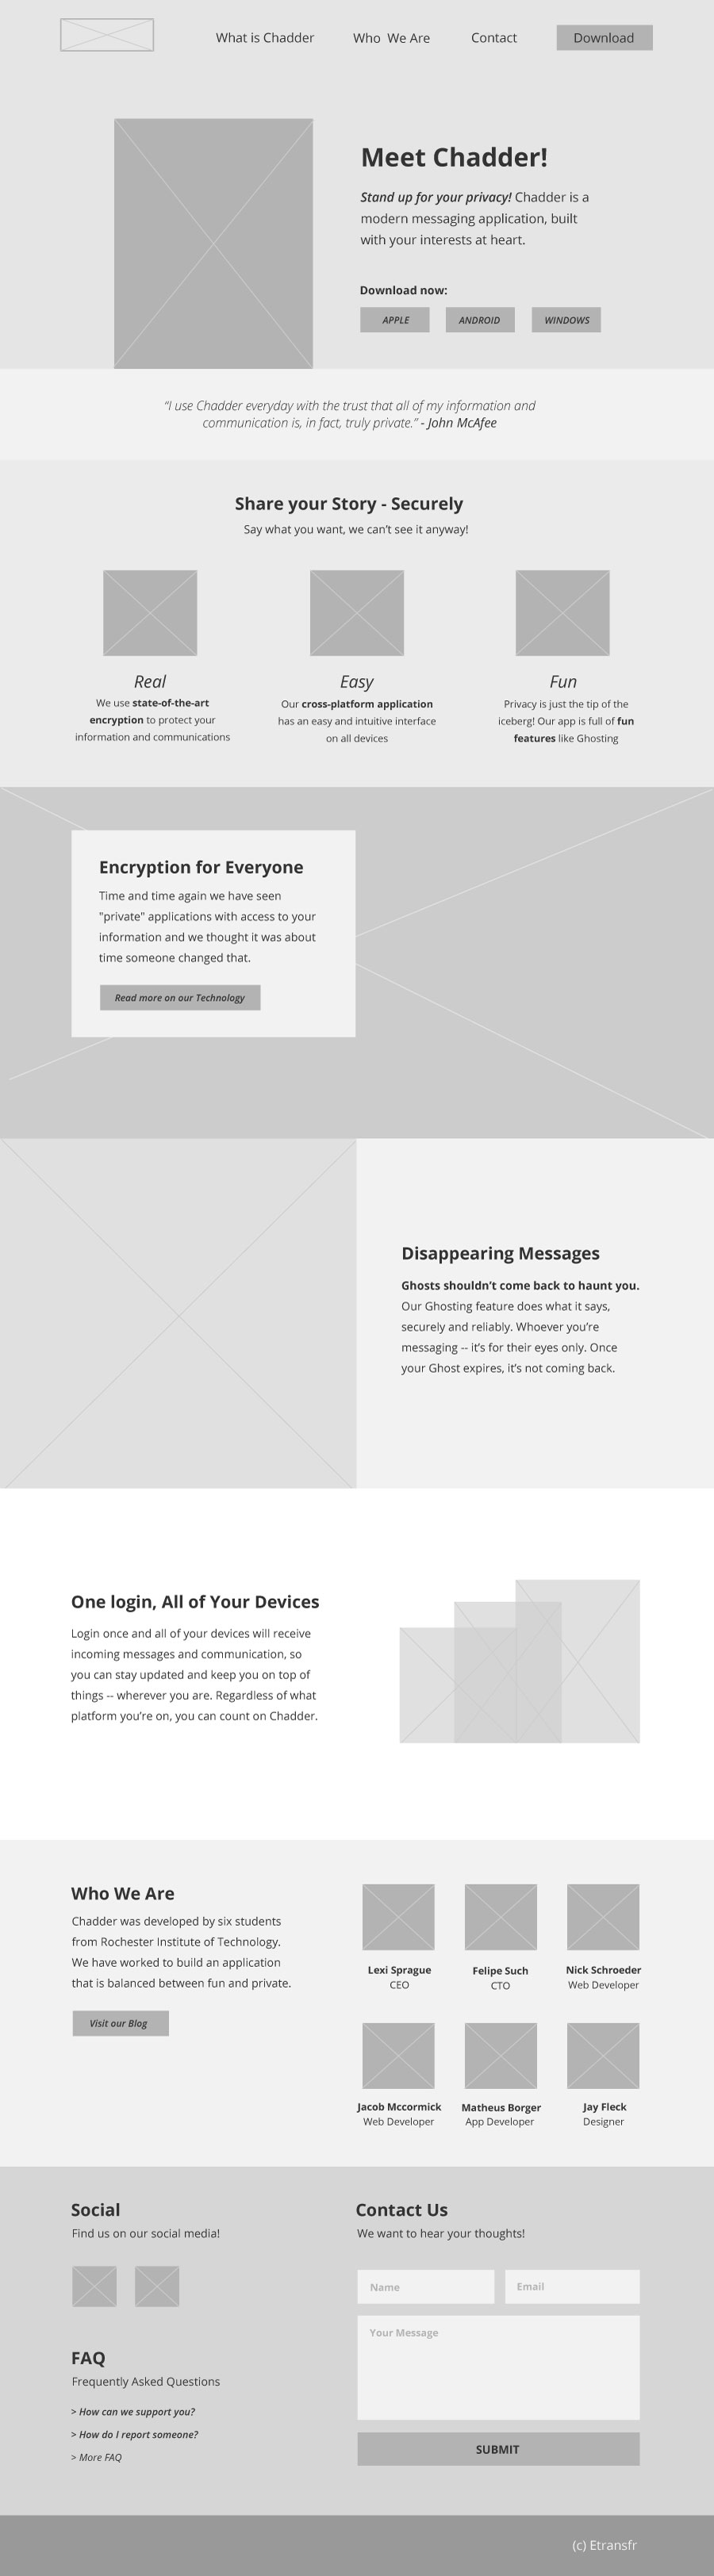 What is Chadder
Who We Are
Contact
Download
Meet Chadder!
Stand up for your privacy! Chadder is a
modern messaging application, built
with your interests at heart.
Download now:
APPLE
ANDROID
WINDOWS
“I use Chadder everyday with the trust that all of my information and
communication is, in fact, truly private.” - John McAfee
Share your Story - Securely
Say what you want, we can’t see it anyway!
Real
We use state-of-the-art
encryption to protect your
information and communications
Easy
Our cross-platform application
has an easy and intuitive interface
on all devices
Fun
Privacy is just the tip of the
iceberg! Our app is full of fun
features like Ghosting
Encryption for Everyone
Time and time again we have seen
"private" applications with access to your
information and we thought it was about
time someone changed that.
Read more on our Technology
Disappearing Messages
Ghosts shouldn’t come back to haunt you.
Our Ghosting feature does what it says,
securely and reliably. Whoever you’re
messaging -- it’s for their eyes only. Once
your Ghost expires, it’s not coming back.
One login, All of Your Devices
Login once and all of your devices will receive
incoming messages and communication, so
you can stay updated and keep you on top of
things -- wherever you are. Regardless of what
platform you’re on, you can count on Chadder.
Who We Are
Chadder was developed by six students
from Rochester Institute of Technology.
We have worked to build an application
that is balanced between fun and private.
Visit our Blog
Lexi Sprague
CEO
Felipe Such
CTO
Nick Schroeder
Web Developer
Jacob Mccormick
Web Developer
Matheus Borger
App Developer
Jay Fleck
Designer
Social
Find us on our social media!
FAQ
Frequently Asked Questions
> How can we support you?
> How do I report someone?
> More FAQ
Contact Us
We want to hear your thoughts!
Name
Email
Your Message
SUBMIT
(c) Etransfr